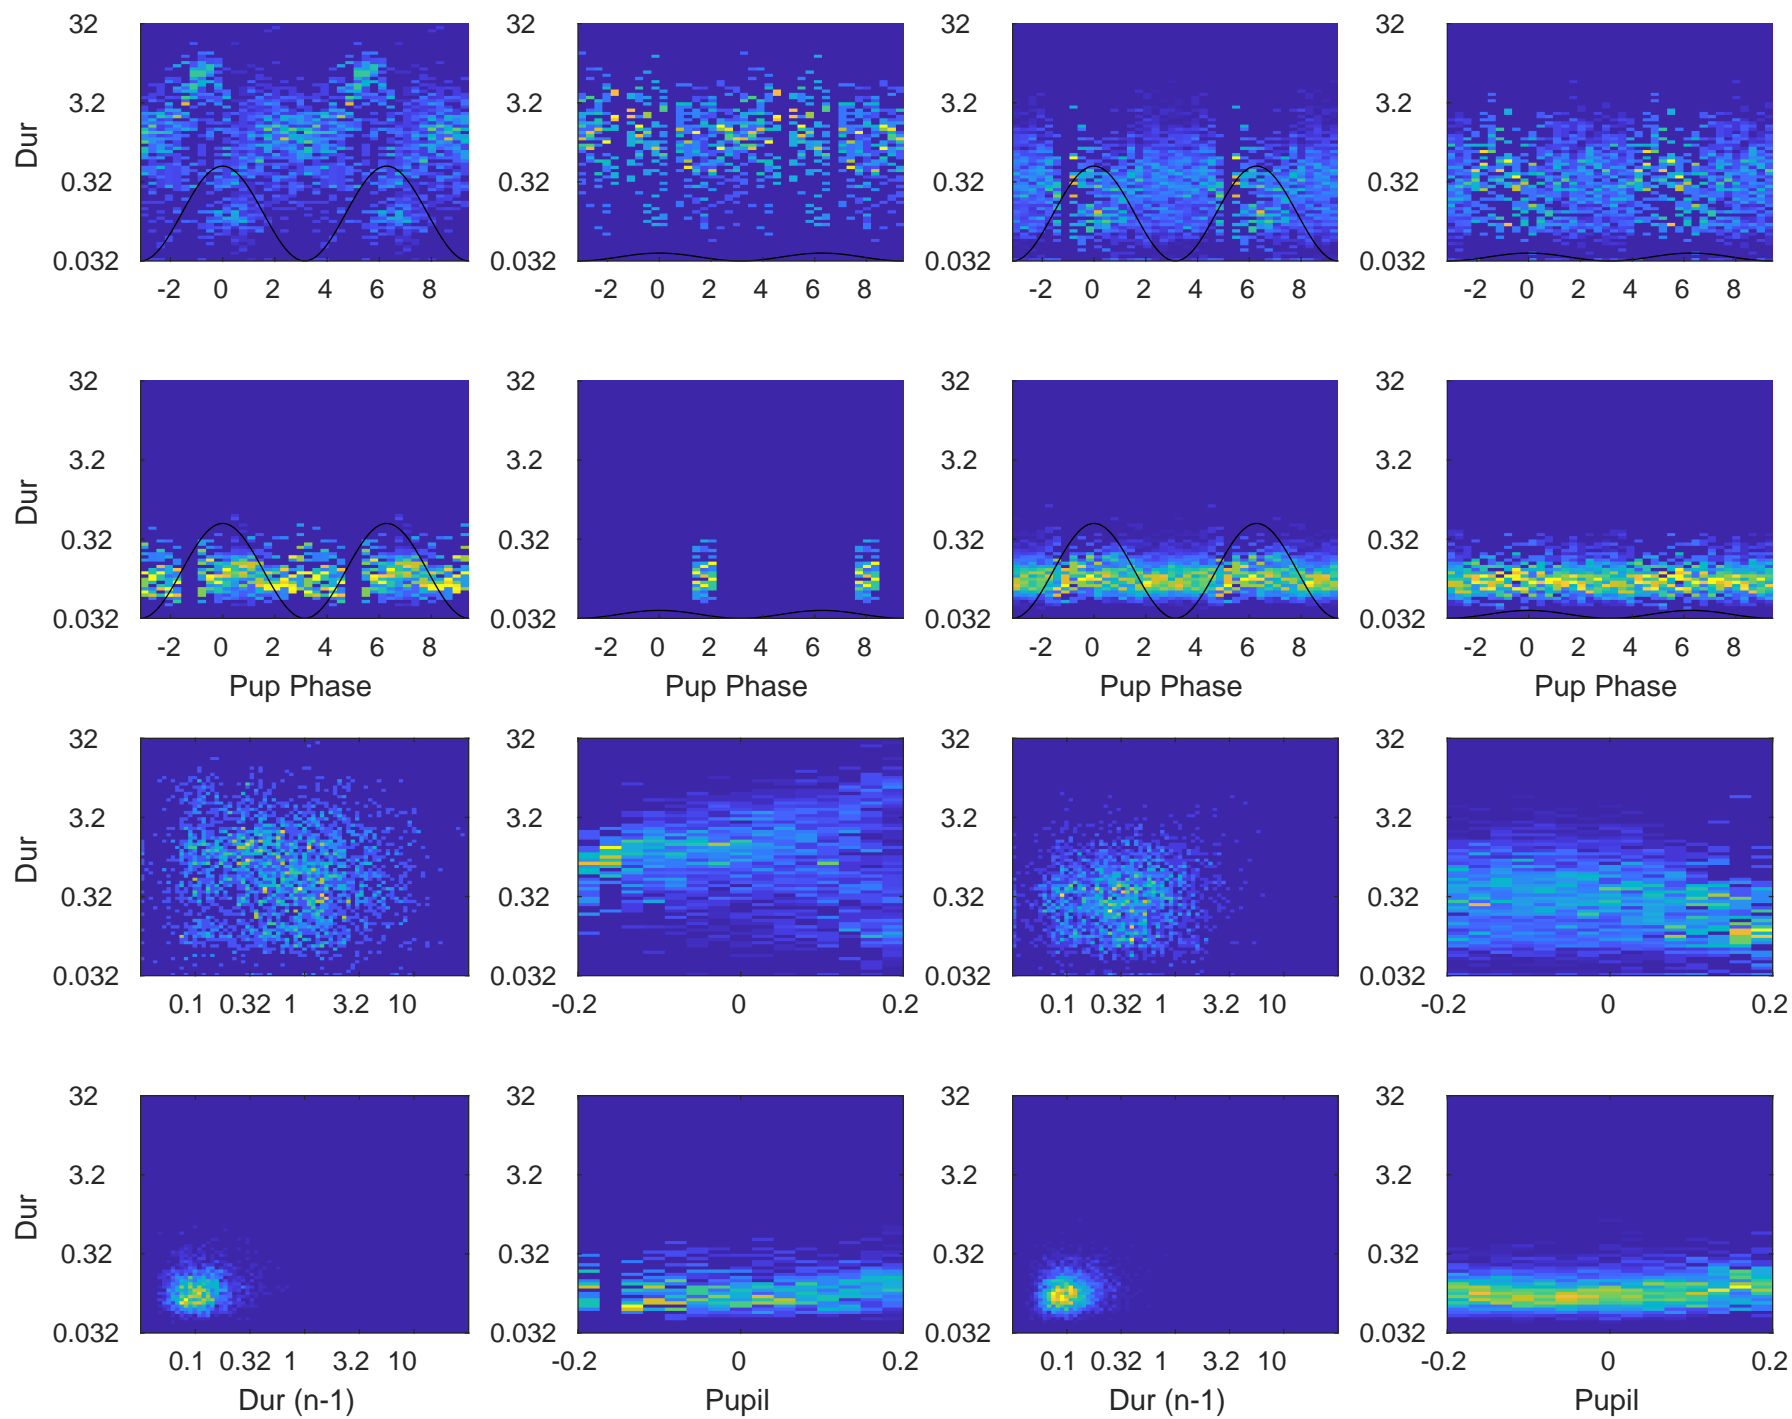 32 32 32 32
3.2 3.2 3.2 3.2
Dur
0.32 0.32 0.32 0.32
0.032 0.032 0.032 0.032
-2 0 2 4 6 8 -2 0 2 4 6 8 -2 0 2 4 6 8 -2 0 2 4 6 8
32 32 32 32
3.2 3.2 3.2 3.2
Dur
0.32 0.32 0.32 0.32
0.032 0.032 0.032 0.032
-2 0 2 4 6 8 -2 0 2 4 6 8 -2 0 2 4 6 8 -2 0 2 4 6 8
Pup Phase Pup Phase Pup Phase Pup Phase
32 32 32 32
3.2 3.2 3.2 3.2
Dur
0.32 0.32 0.32 0.32
0.032 0.032 0.032 0.032
0.1 0.32 1 3.2 10 -0.2 0 0.2 0.1 0.32 1 3.2 10 -0.2 0 0.2
32 32 32 32
3.2 3.2 3.2 3.2
Dur
0.32 0.32 0.32 0.32
0.032 0.032 0.032 0.032
0.1 0.32 1 3.2 10 -0.2 0 0.2 0.1 0.32 1 3.2 10 -0.2 0 0.2
Dur (n-1) Pupil Dur (n-1) Pupil